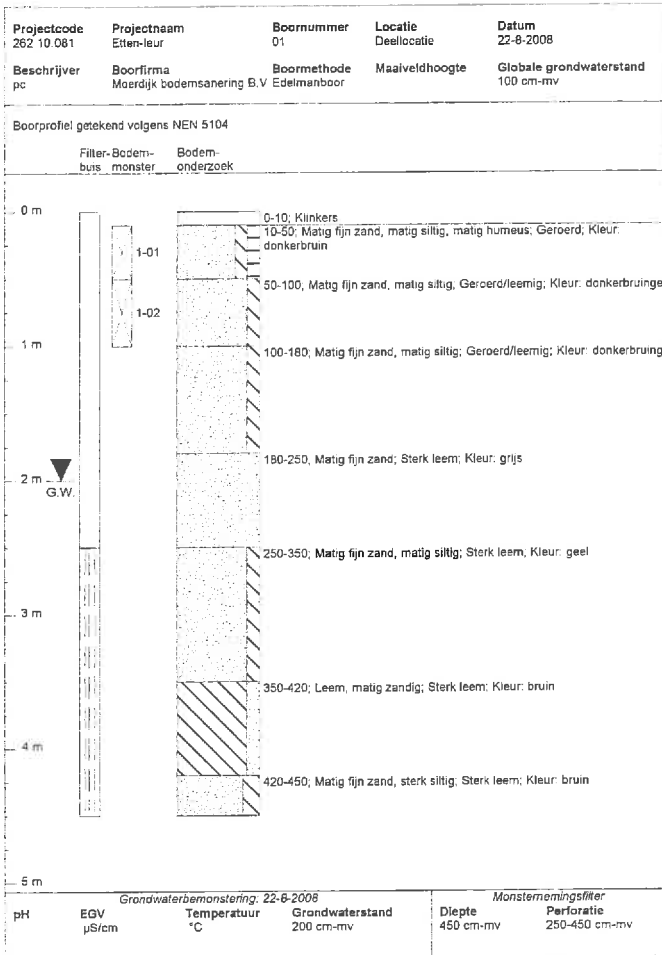 Projectcode Projectnaam Boornummer Locatie Datum
262 10.081 Etten-leur 01 Deellocatie 22-8-2008
Beschrijver Boorfirma Boormethode Maaiveldhoogte Globale grondwaterstand
pc Moerdijk bodemsanering B.V Edelmanboor 100 cm-mv
Boorprofiel getekend volgens NEN 5104
Filter- Bodem- Bodem-
buis monster onderzoek
0 m
0-10; Klinkers
10-50; Matig fijn zand, matig siltig, matig humeus; Geroerd; Kleur:
donkerbruin
1-01
50-100; Matig fijn zand, matig siltig; Geroerd/leemig; Kleur: donkerbruinge
1-02
1 m
100-180; Matig fijn zand, matig siltig; Geroerd/leemig; Kleur: donkerbruing
180-250, Matig fijn zand; Sterk leem; Kleur: grijs
2 m
G.W.
250-350; Matig fijn zand, matig siltig; Sterk leem; Kleur: geel
3 m
350-420; Leem, matig zandig; Sterk leem; Kleur: bruin
4 m
420-450; Matig fijn zand, sterk siltig; Sterk leem; Kleur: bruin
5 m
Grondwaterbemonstering: 22-8-2008 Monsternemingsfilter
pH EGV Temperatuur Grondwaterstand Diepte Perforatie
µS/cm °C 200 cm-mv 450 cm-mv 250-450 cm-mv